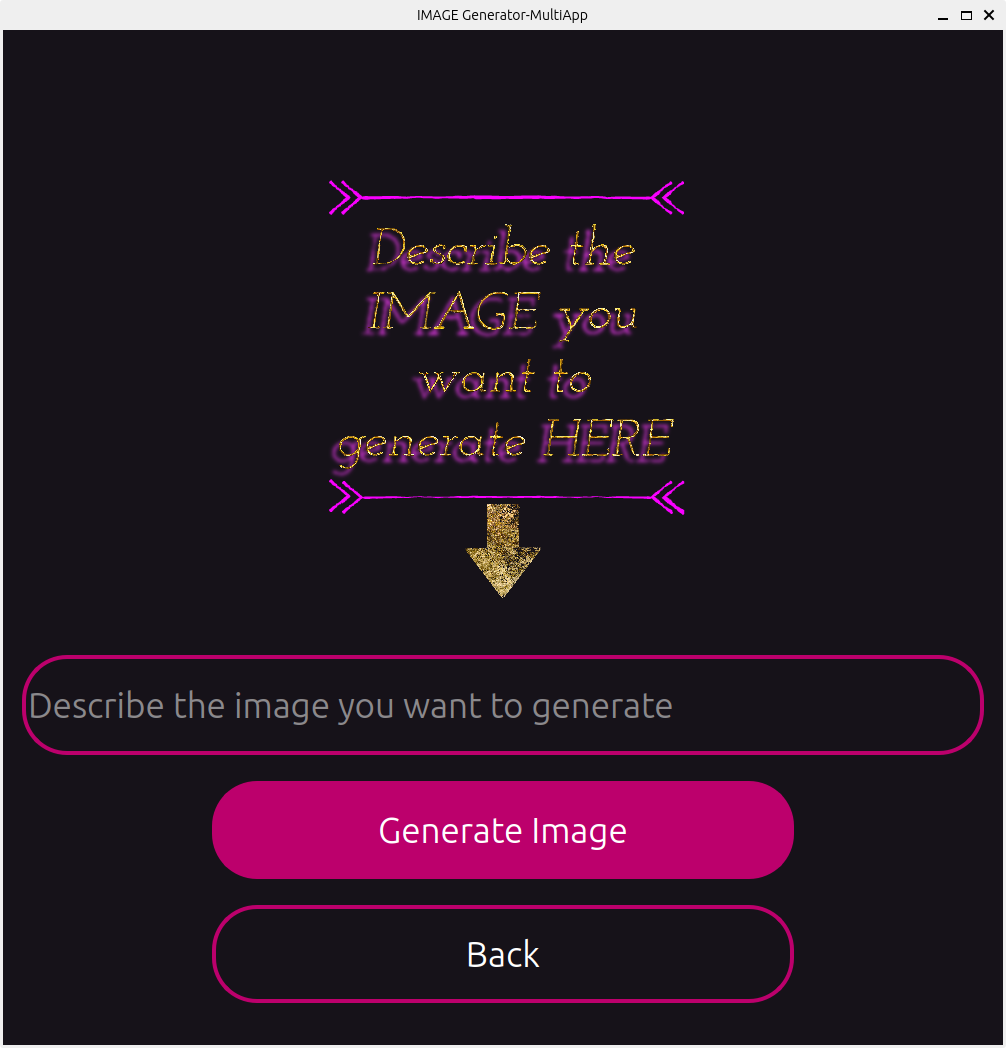 IMAGE Generator-MultiApp
Describe the
IMAGE you
want to
generate HERE
Describe the image you want to generate
Generate Image
Back